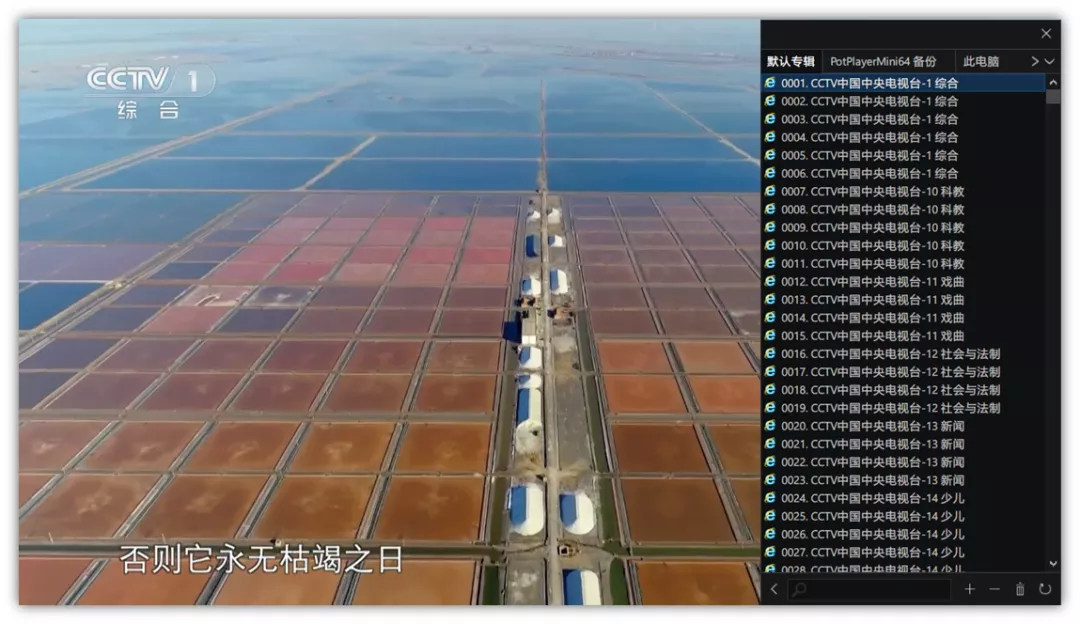 CCTV 1
综合
否则它永无枯竭之日
默认专辑 PotPlayerMini64 备份 此电脑
0001. CCTV中国中央电视台-1 综合
0002. CCTV中国中央电视台-1 综合
0003. CCTV中国中央电视台-1 综合
0004. CCTV中国中央电视台-1 综合
0005. CCTV中国中央电视台-1 综合
0006. CCTV中国中央电视台-1 综合
0007. CCTV中国中央电视台-10 科教
0008. CCTV中国中央电视台-10 科教
0009. CCTV中国中央电视台-10 科教
0010. CCTV中国中央电视台-10 科教
0011. CCTV中国中央电视台-10 科教
0012. CCTV中国中央电视台-11 戏曲
0013. CCTV中国中央电视台-11 戏曲
0014. CCTV中国中央电视台-11 戏曲
0015. CCTV中国中央电视台-11 戏曲
0016. CCTV中国中央电视台-12 社会与法制
0017. CCTV中国中央电视台-12 社会与法制
0018. CCTV中国中央电视台-12 社会与法制
0019. CCTV中国中央电视台-12 社会与法制
0020. CCTV中国中央电视台-13 新闻
0021. CCTV中国中央电视台-13 新闻
0022. CCTV中国中央电视台-13 新闻
0023. CCTV中国中央电视台-13 新闻
0024. CCTV中国中央电视台-14 少儿
0025. CCTV中国中央电视台-14 少儿
0026. CCTV中国中央电视台-14 少儿
0027. CCTV中国中央电视台-14 少儿
0028. CCTV中国中央电视台-14 少儿